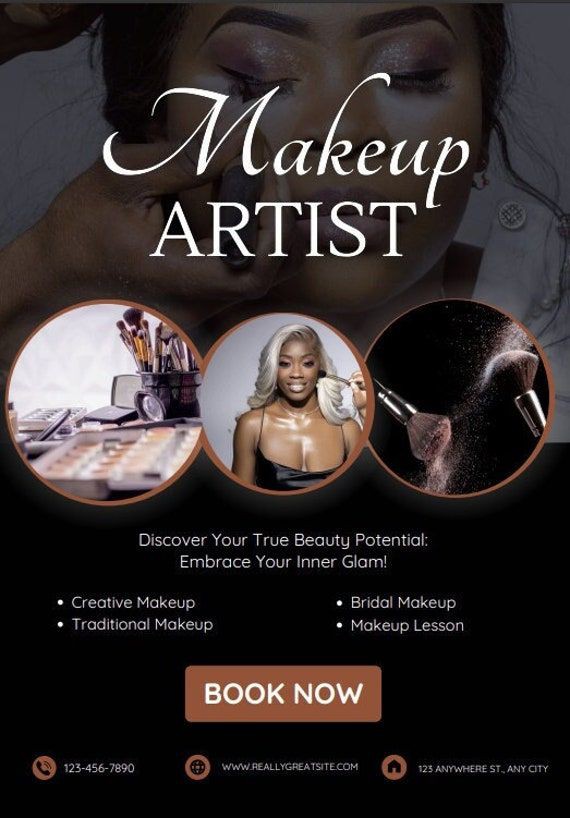 Makeup
ARTIST
Discover Your True Beauty Potential:
Embrace Your Inner Glam!
• Creative Makeup
• Traditional Makeup
• Bridal Makeup
• Makeup Lesson
BOOK NOW
123-456-7890
WWW.REALLYGREATSITE.COM
123 ANYWHERE ST., ANY CITY